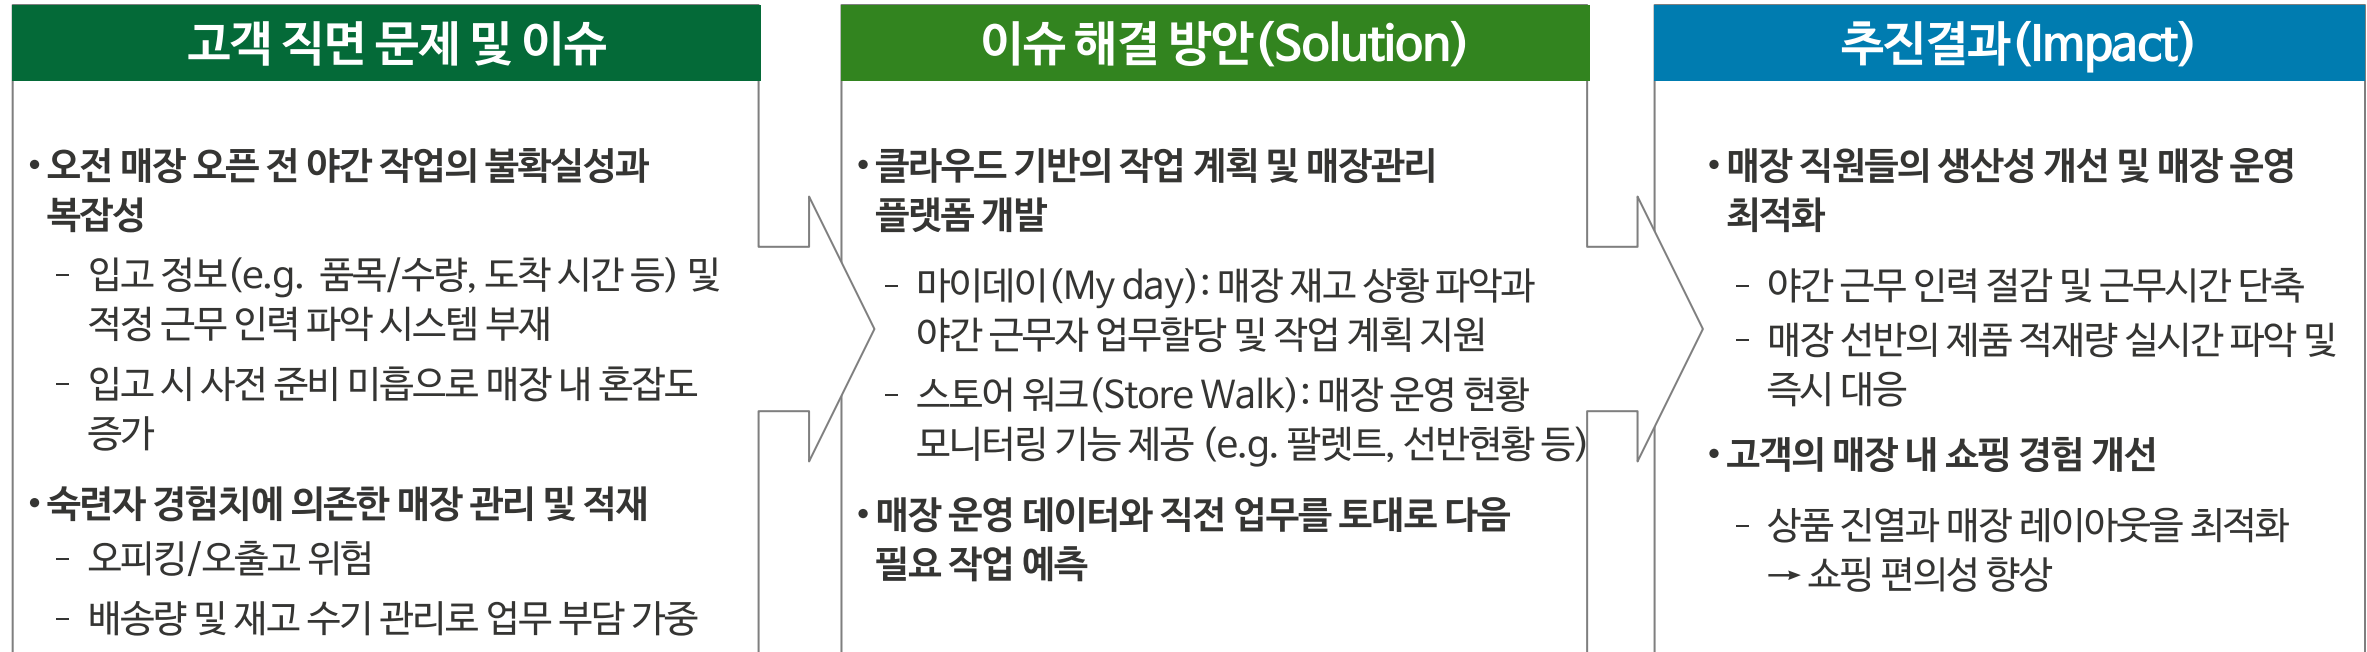 고객 직면 문제 및 이슈
• 오전 매장 오픈 전 야간 작업의 불확실성과
복잡성
- 입고 정보(e.g. 품목/수량, 도착 시간 등) 및
적정 근무 인력 파악 시스템 부재
- 입고 시 사전 준비 미흡으로 매장 내 혼잡도
증가
• 숙련자 경험치에 의존한 매장 관리 및 적재
- 오피킹/오출고 위험
- 배송량 및 재고 수기 관리로 업무 부담 가중
이슈 해결 방안(Solution)
• 클라우드 기반의 작업 계획 및 매장관리
플랫폼 개발
- 마이데이(My day): 매장 재고 상황 파악과
야간 근무자 업무할당 및 작업 계획 지원
- 스토어 워크(Store Walk): 매장 운영 현황
모니터링 기능 제공 (e.g. 팔렛트, 선반현황 등)
• 매장 운영 데이터와 직전 업무를 토대로 다음
필요 작업 예측
추진결과(Impact)
• 매장 직원들의 생산성 개선 및 매장 운영
최적화
- 야간 근무 인력 절감 및 근무시간 단축
- 매장 선반의 제품 적재량 실시간 파악 및
즉시 대응
• 고객의 매장 내 쇼핑 경험 개선
- 상품 진열과 매장 레이아웃을 최적화
→ 쇼핑 편의성 향상